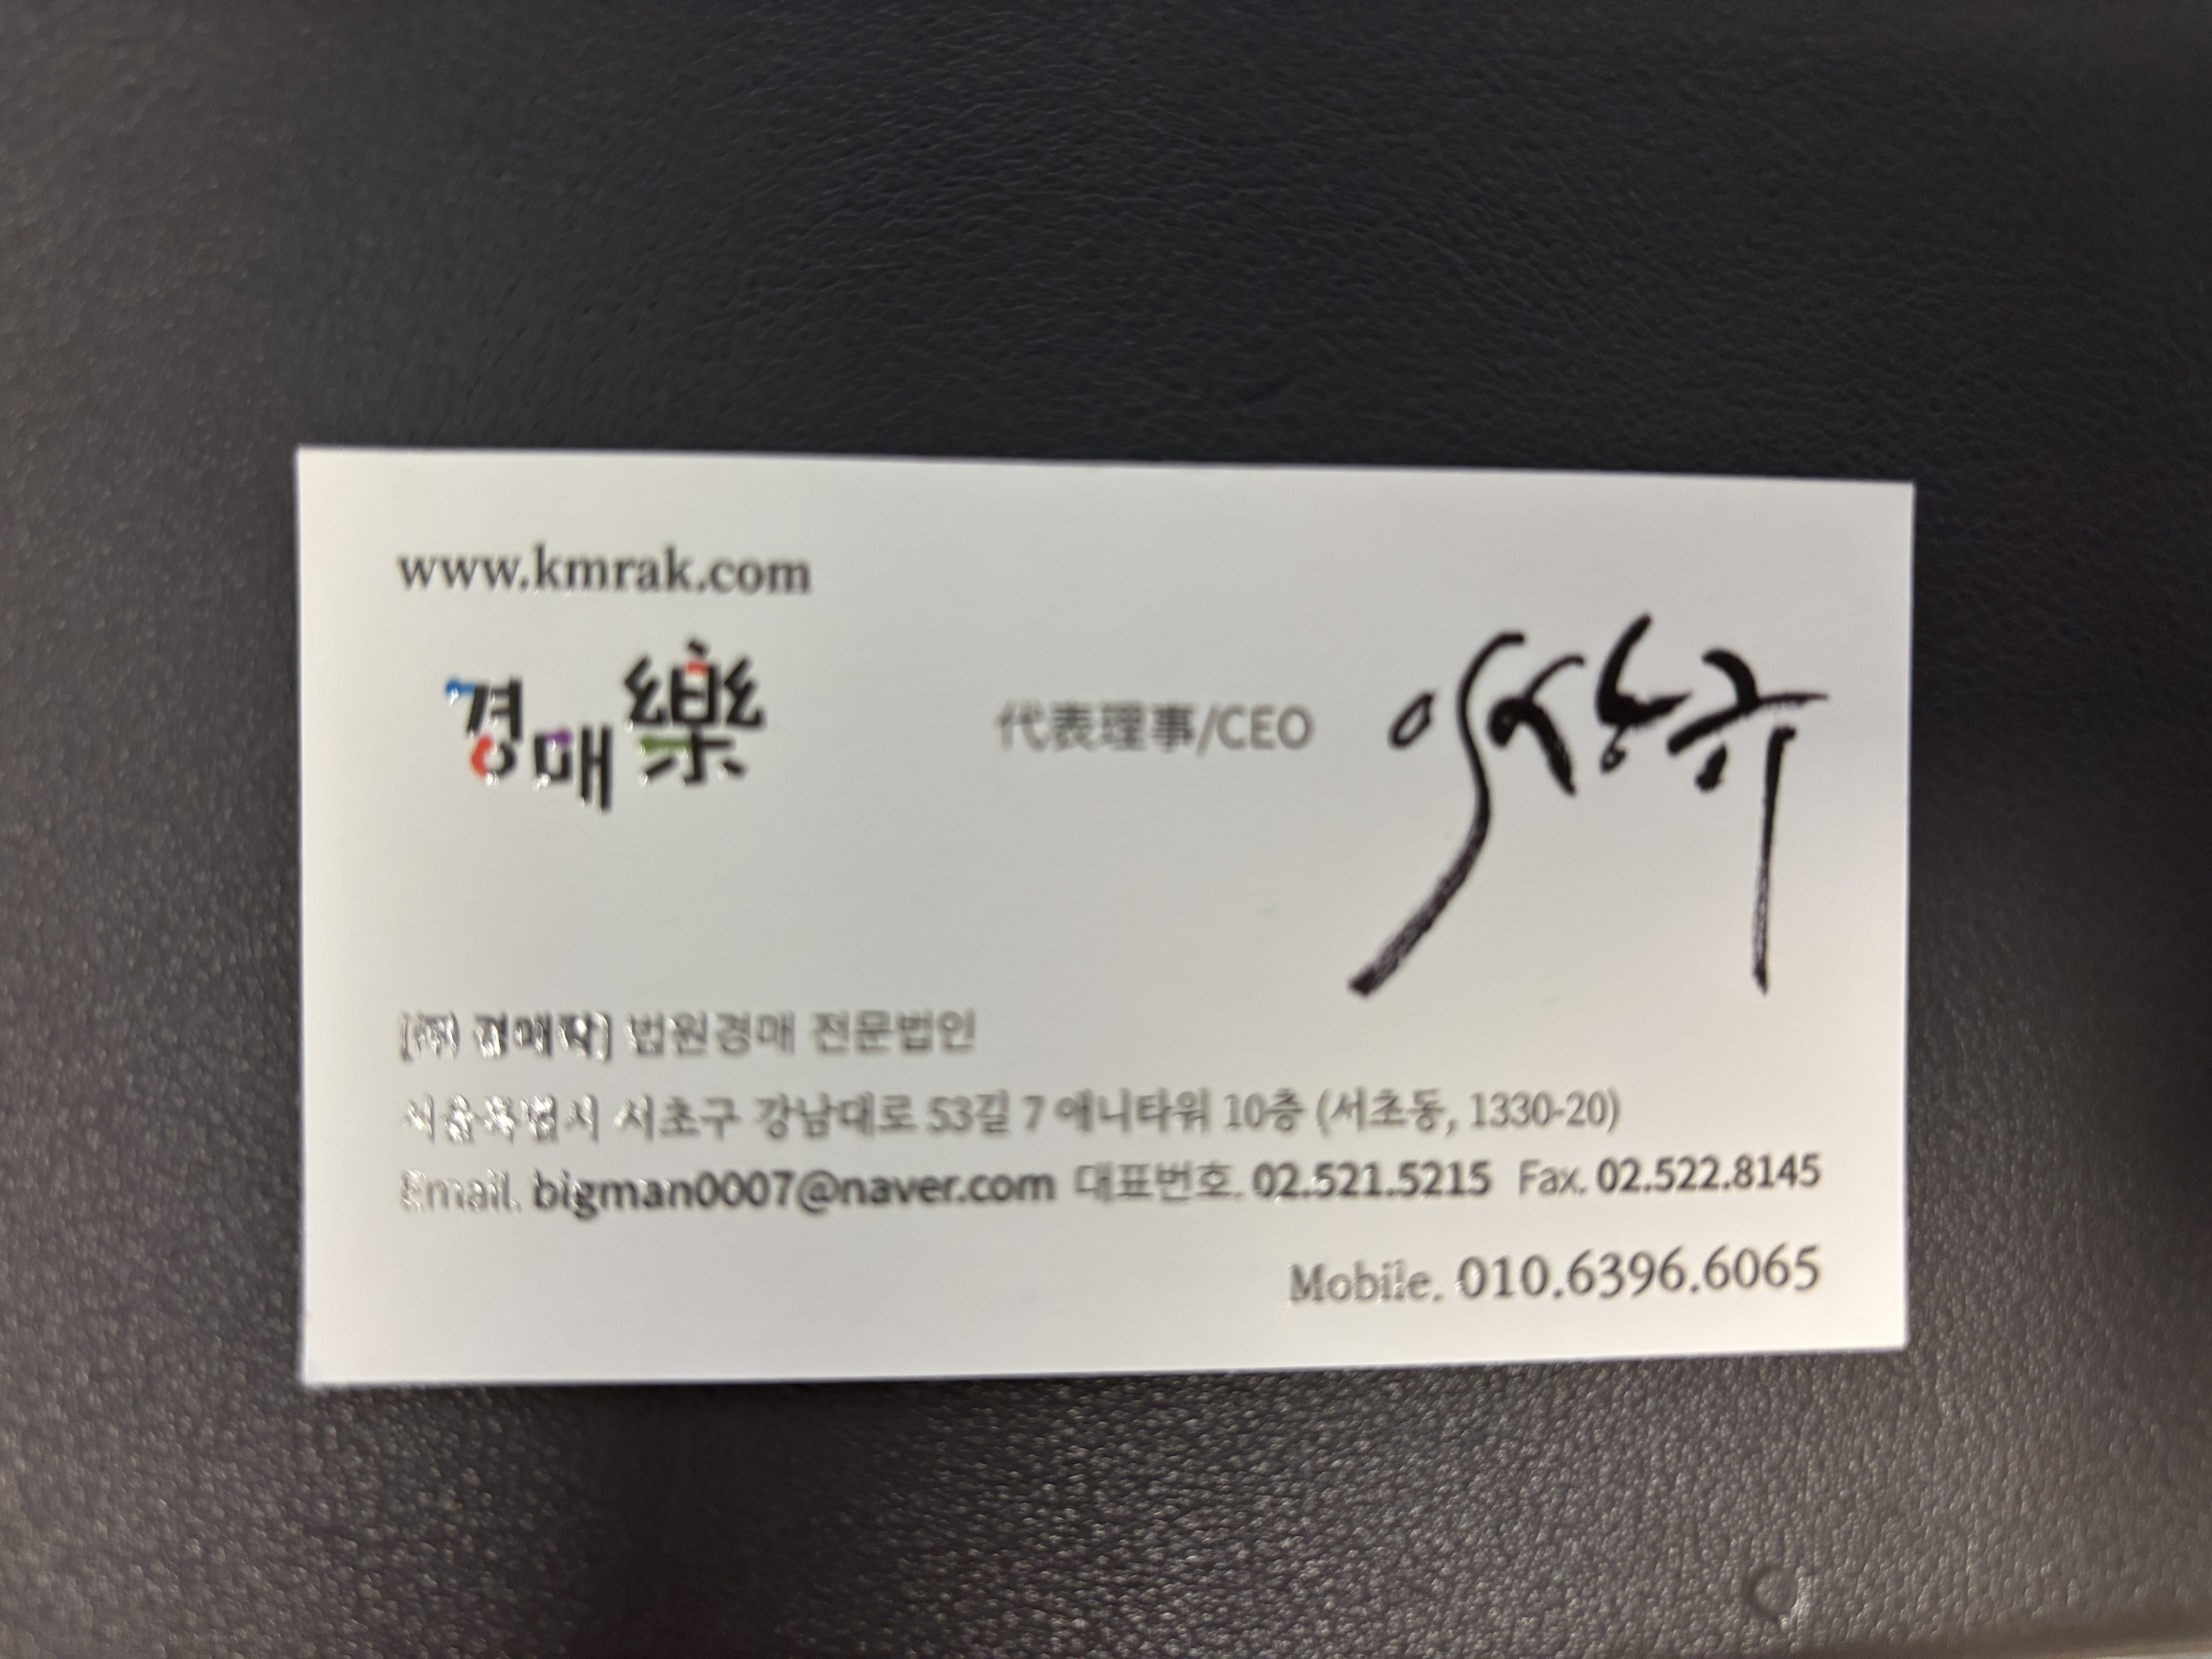 www.kmrak.com
경매 樂
代表理事/CEO
[㈜ 경매락] 법원경매 전문법인
서울특별시 서초구 강남대로 53길 7 에니타워 10층 (서초동, 1330-20)
Email. bigman0007@naver.com 대표번호. 02.521.5215 Fax. 02.522.8145
Mobile. 010.6396.6065